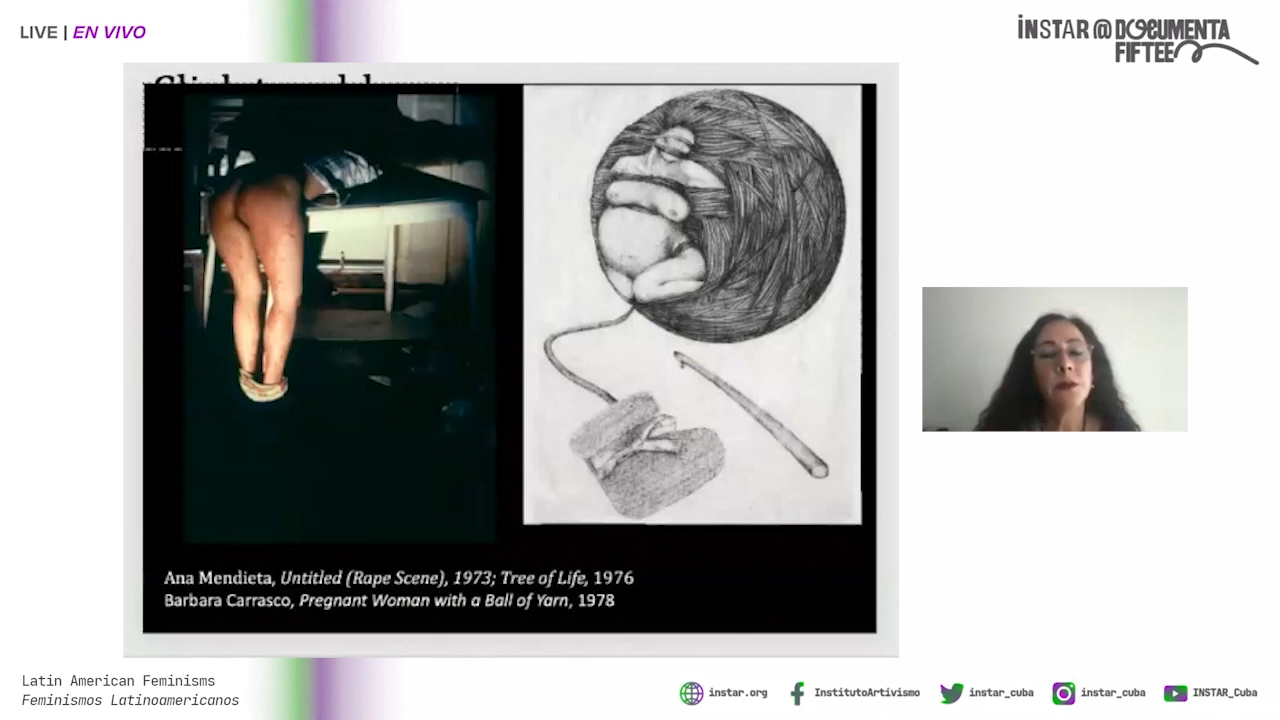 LIVE | EN VIVO
INSTAR @ DOCUMENTA
FIFTEE
Ana Mendieta, Untitled (Rape Scene), 1973; Tree of Life, 1976
Barbara Carrasco, Pregnant Woman with a Ball of Yarn, 1978
Latin American Feminisms
Feminismos Latinoamericanos
instar.org
InstitutoArtivismo
instar_cuba
instar_cuba
INSTAR_Cuba